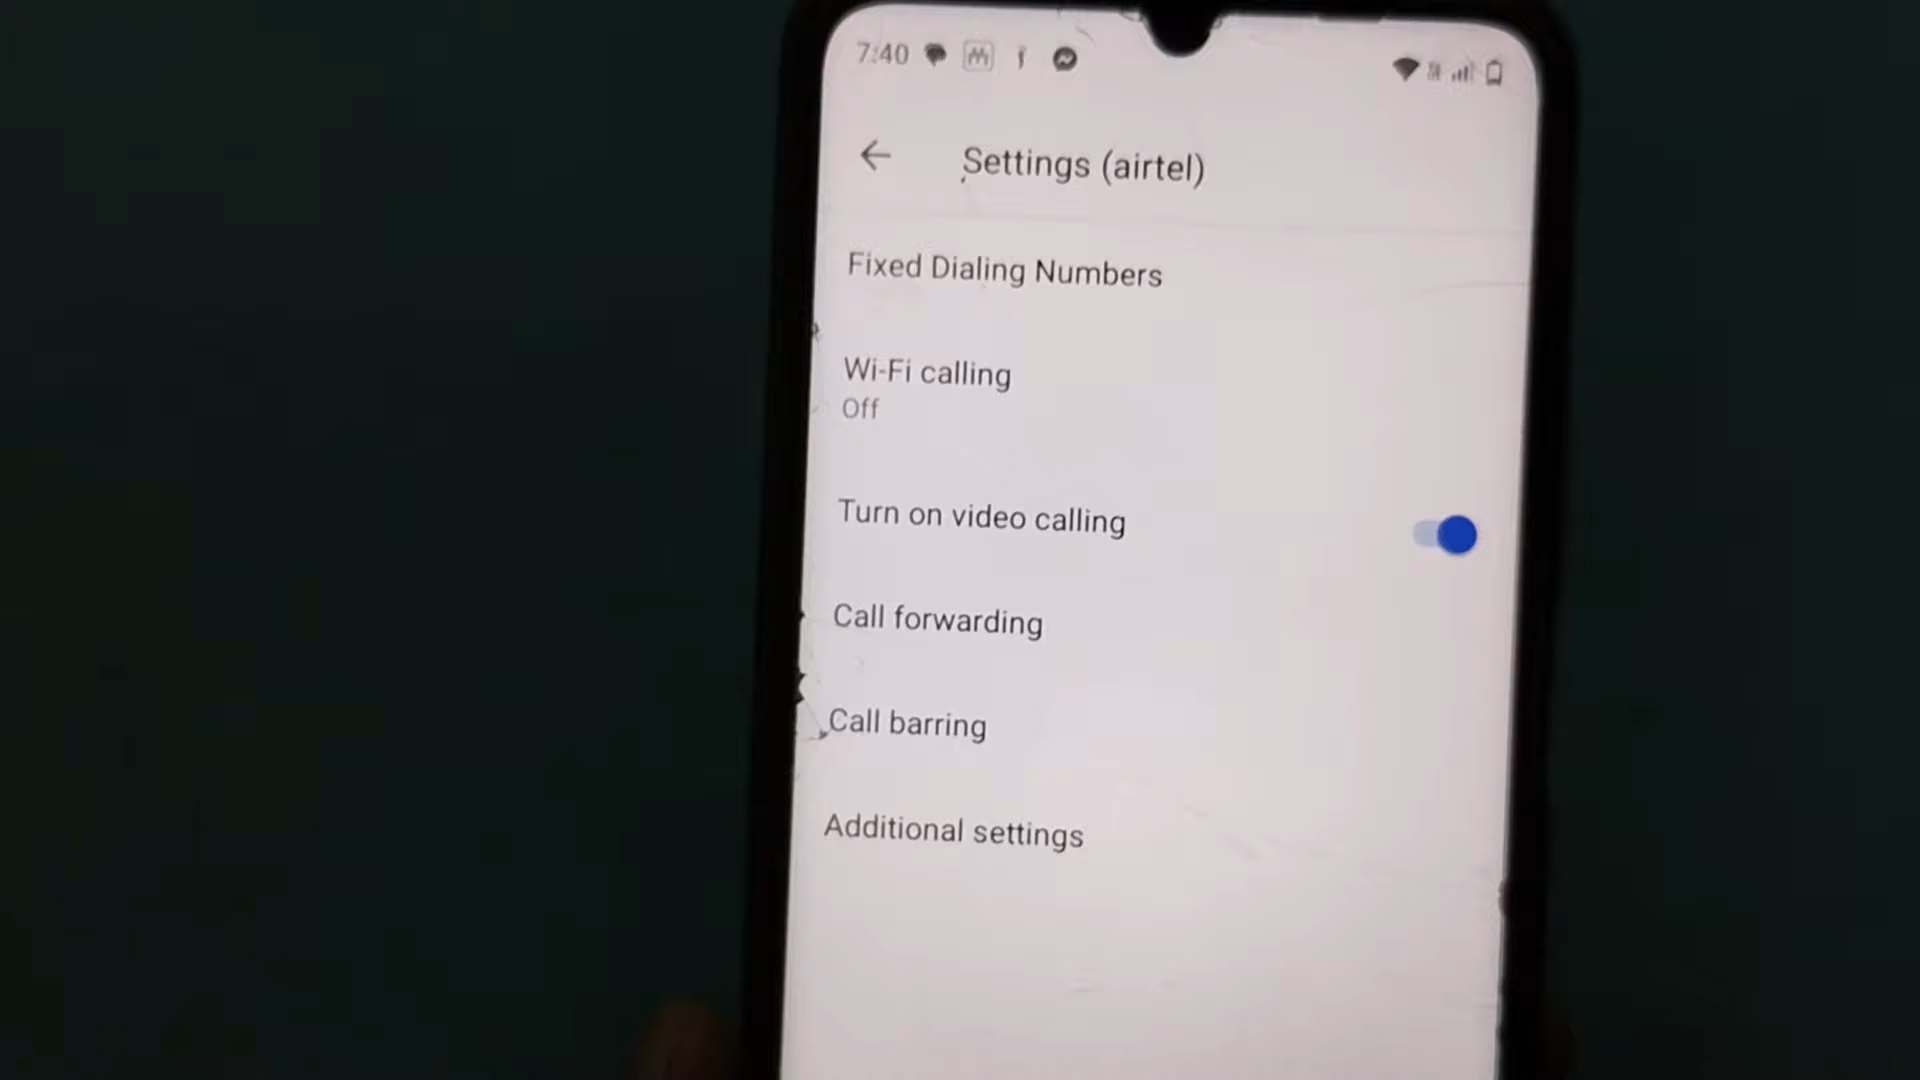 7:40
Settings (airtel)
Fixed Dialing Numbers
Wi-Fi calling
Off
Turn on video calling
Call forwarding
Call barring
Additional settings